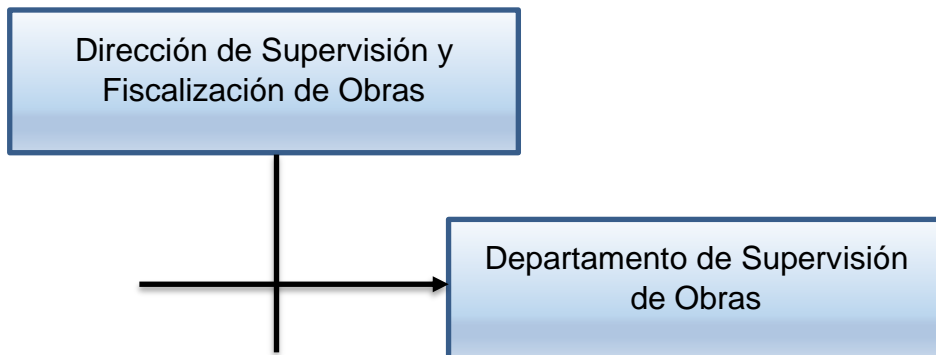 Dirección de Supervisión y
Fiscalización de Obras
Departamento de Supervisión
de Obras